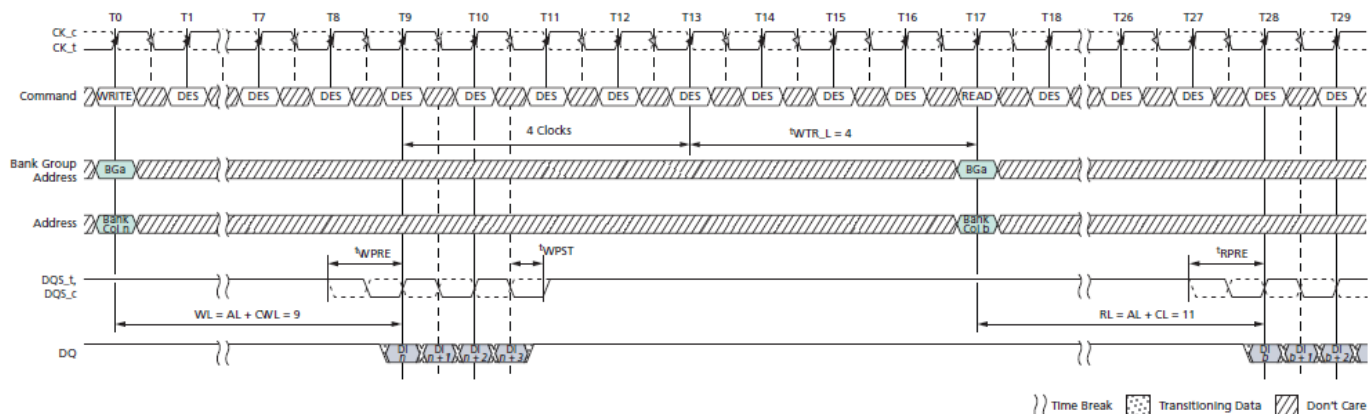 T0 T1 T7 T8 T9 T10 T11 T12 T13 T14 T15 T16 T17 T18 T26 T27 T28 T29
CK_c
CK_t
Command WRITE DES DES DES DES DES DES DES DES DES DES DES READ DES DES DES DES DES
4 Clocks tWTR_L = 4
Bank Group
Address BGa BGa
Address Bank
Col n Bank
Col b
tWPRE tWPST tRPRE
DQS_t,
DQS_c
WL = AL + CWL = 9 RL = AL + CL = 11
DQ DI
n DI
n + 1 DI
n + 2 DI
n + 3 DI
b DI
b + 1 DI
b + 2
Time Break Transitioning Data Don't Care